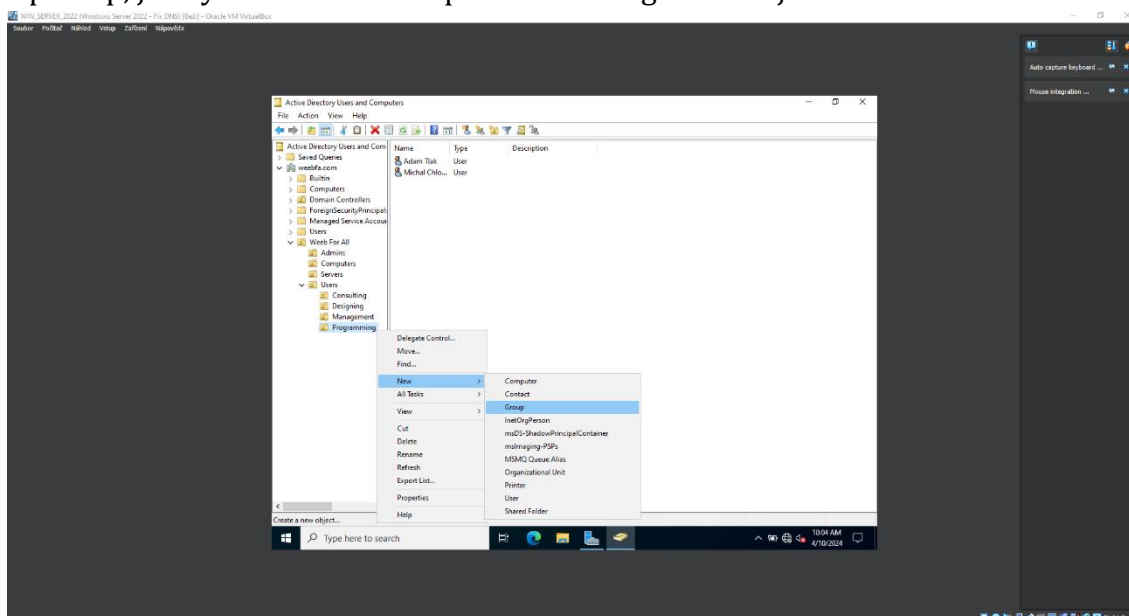 WIN_SERVER_2022 (Windows Server 2022 - Fix DNS) [Beží] - Oracle VM VirtualBox
Soubor Počítač Náhled Vstup Zařízení Nápověda
Auto capture keyboard ...
Mouse integration ...
Active Directory Users and Computers
File Action View Help
Active Directory Users and Com
Name Type Description
Saved Queries
Adam Tlak User
weebfa.com
Michal Chlo... User
Builtin
Computers
Domain Controllers
ForeignSecurityPrincipals
Managed Service Accour
Users
Weeb For All
Admins
Computers
Servers
Users
Consulting
Designing
Management
Programming
Delegate Control...
Move...
Find...
New
All Tasks
View
Cut
Delete
Rename
Refresh
Export List...
Properties
Help
Computer
Contact
Group
InetOrgPerson
msDS-ShadowPrincipalContainer
msImaging-PSPs
MSMQ Queue Alias
Organizational Unit
Printer
User
Shared Folder
Create a new object...
Type here to search
10:04 AM
4/10/2024